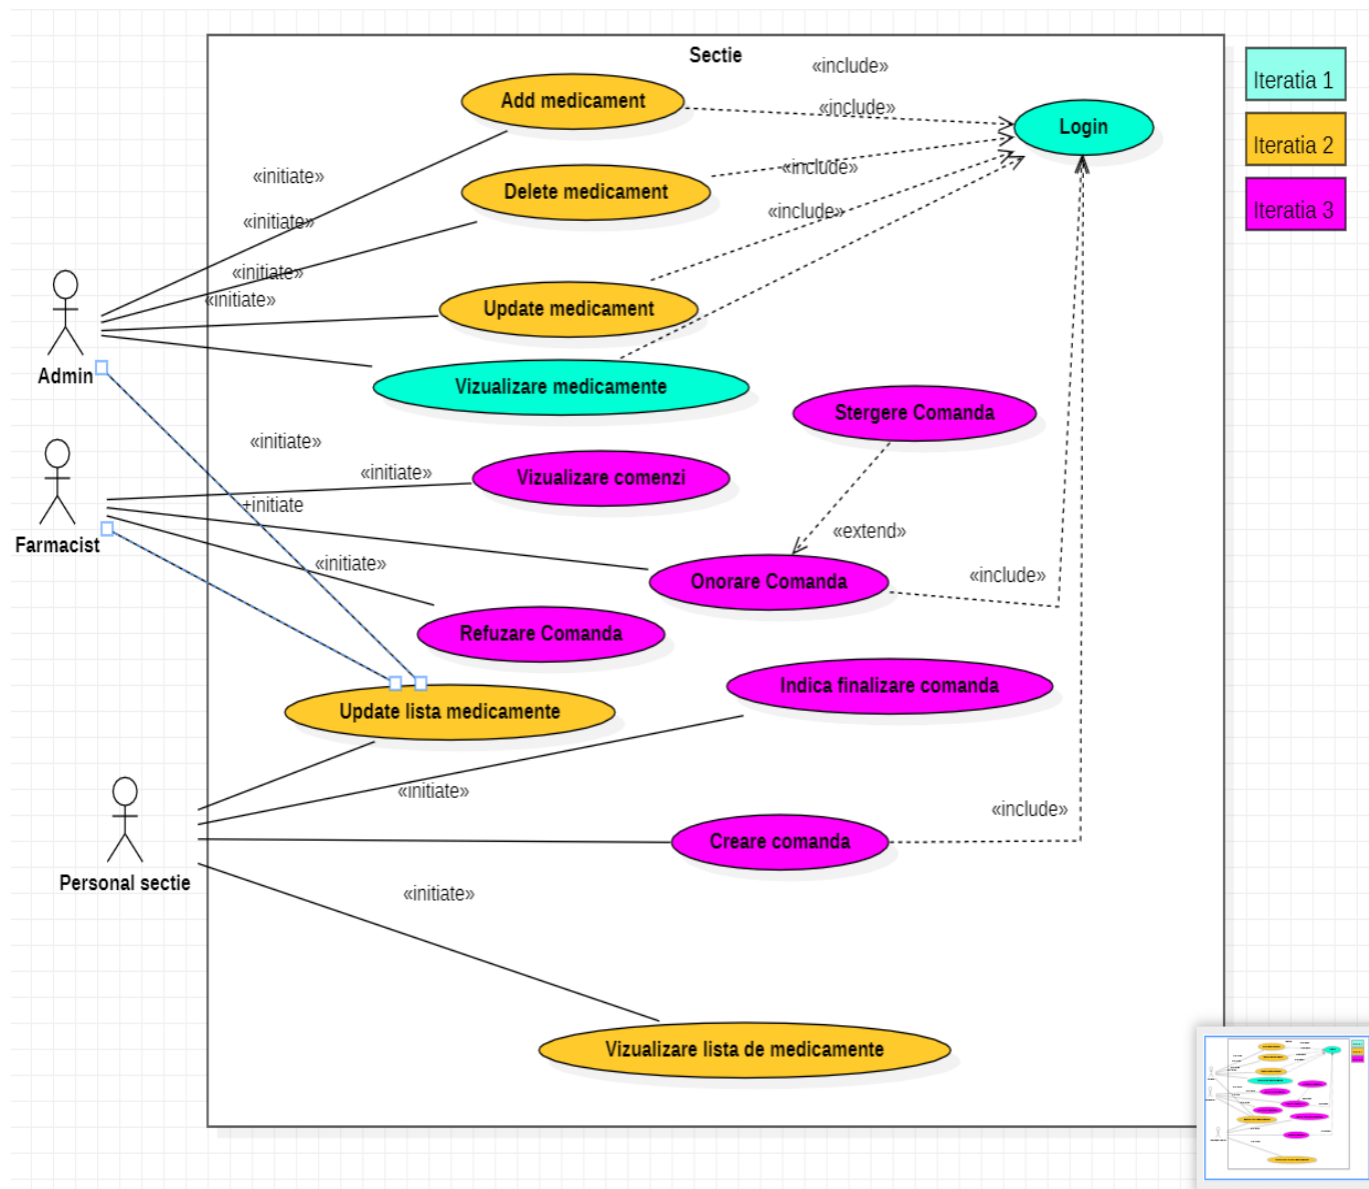 Sectie
«include»
Iteratia 1
Add medicament
«include»
Login
Iteratia 2
«include»
«initiate»
Delete medicament
Iteratia 3
«include»
«initiate»
«initiate»
«initiate»
Update medicament
Admin
Vizualizare medicamente
Stergere Comanda
«initiate»
«initiate»
Vizualizare comenzi
+initiate
«extend»
Farmacist
«initiate»
«include»
Onorare Comanda
Refuzare Comanda
Indica finalizare comanda
Update lista medicamente
«initiate»
«include»
Creare comanda
Personal sectie
«initiate»
Vizualizare lista de medicamente